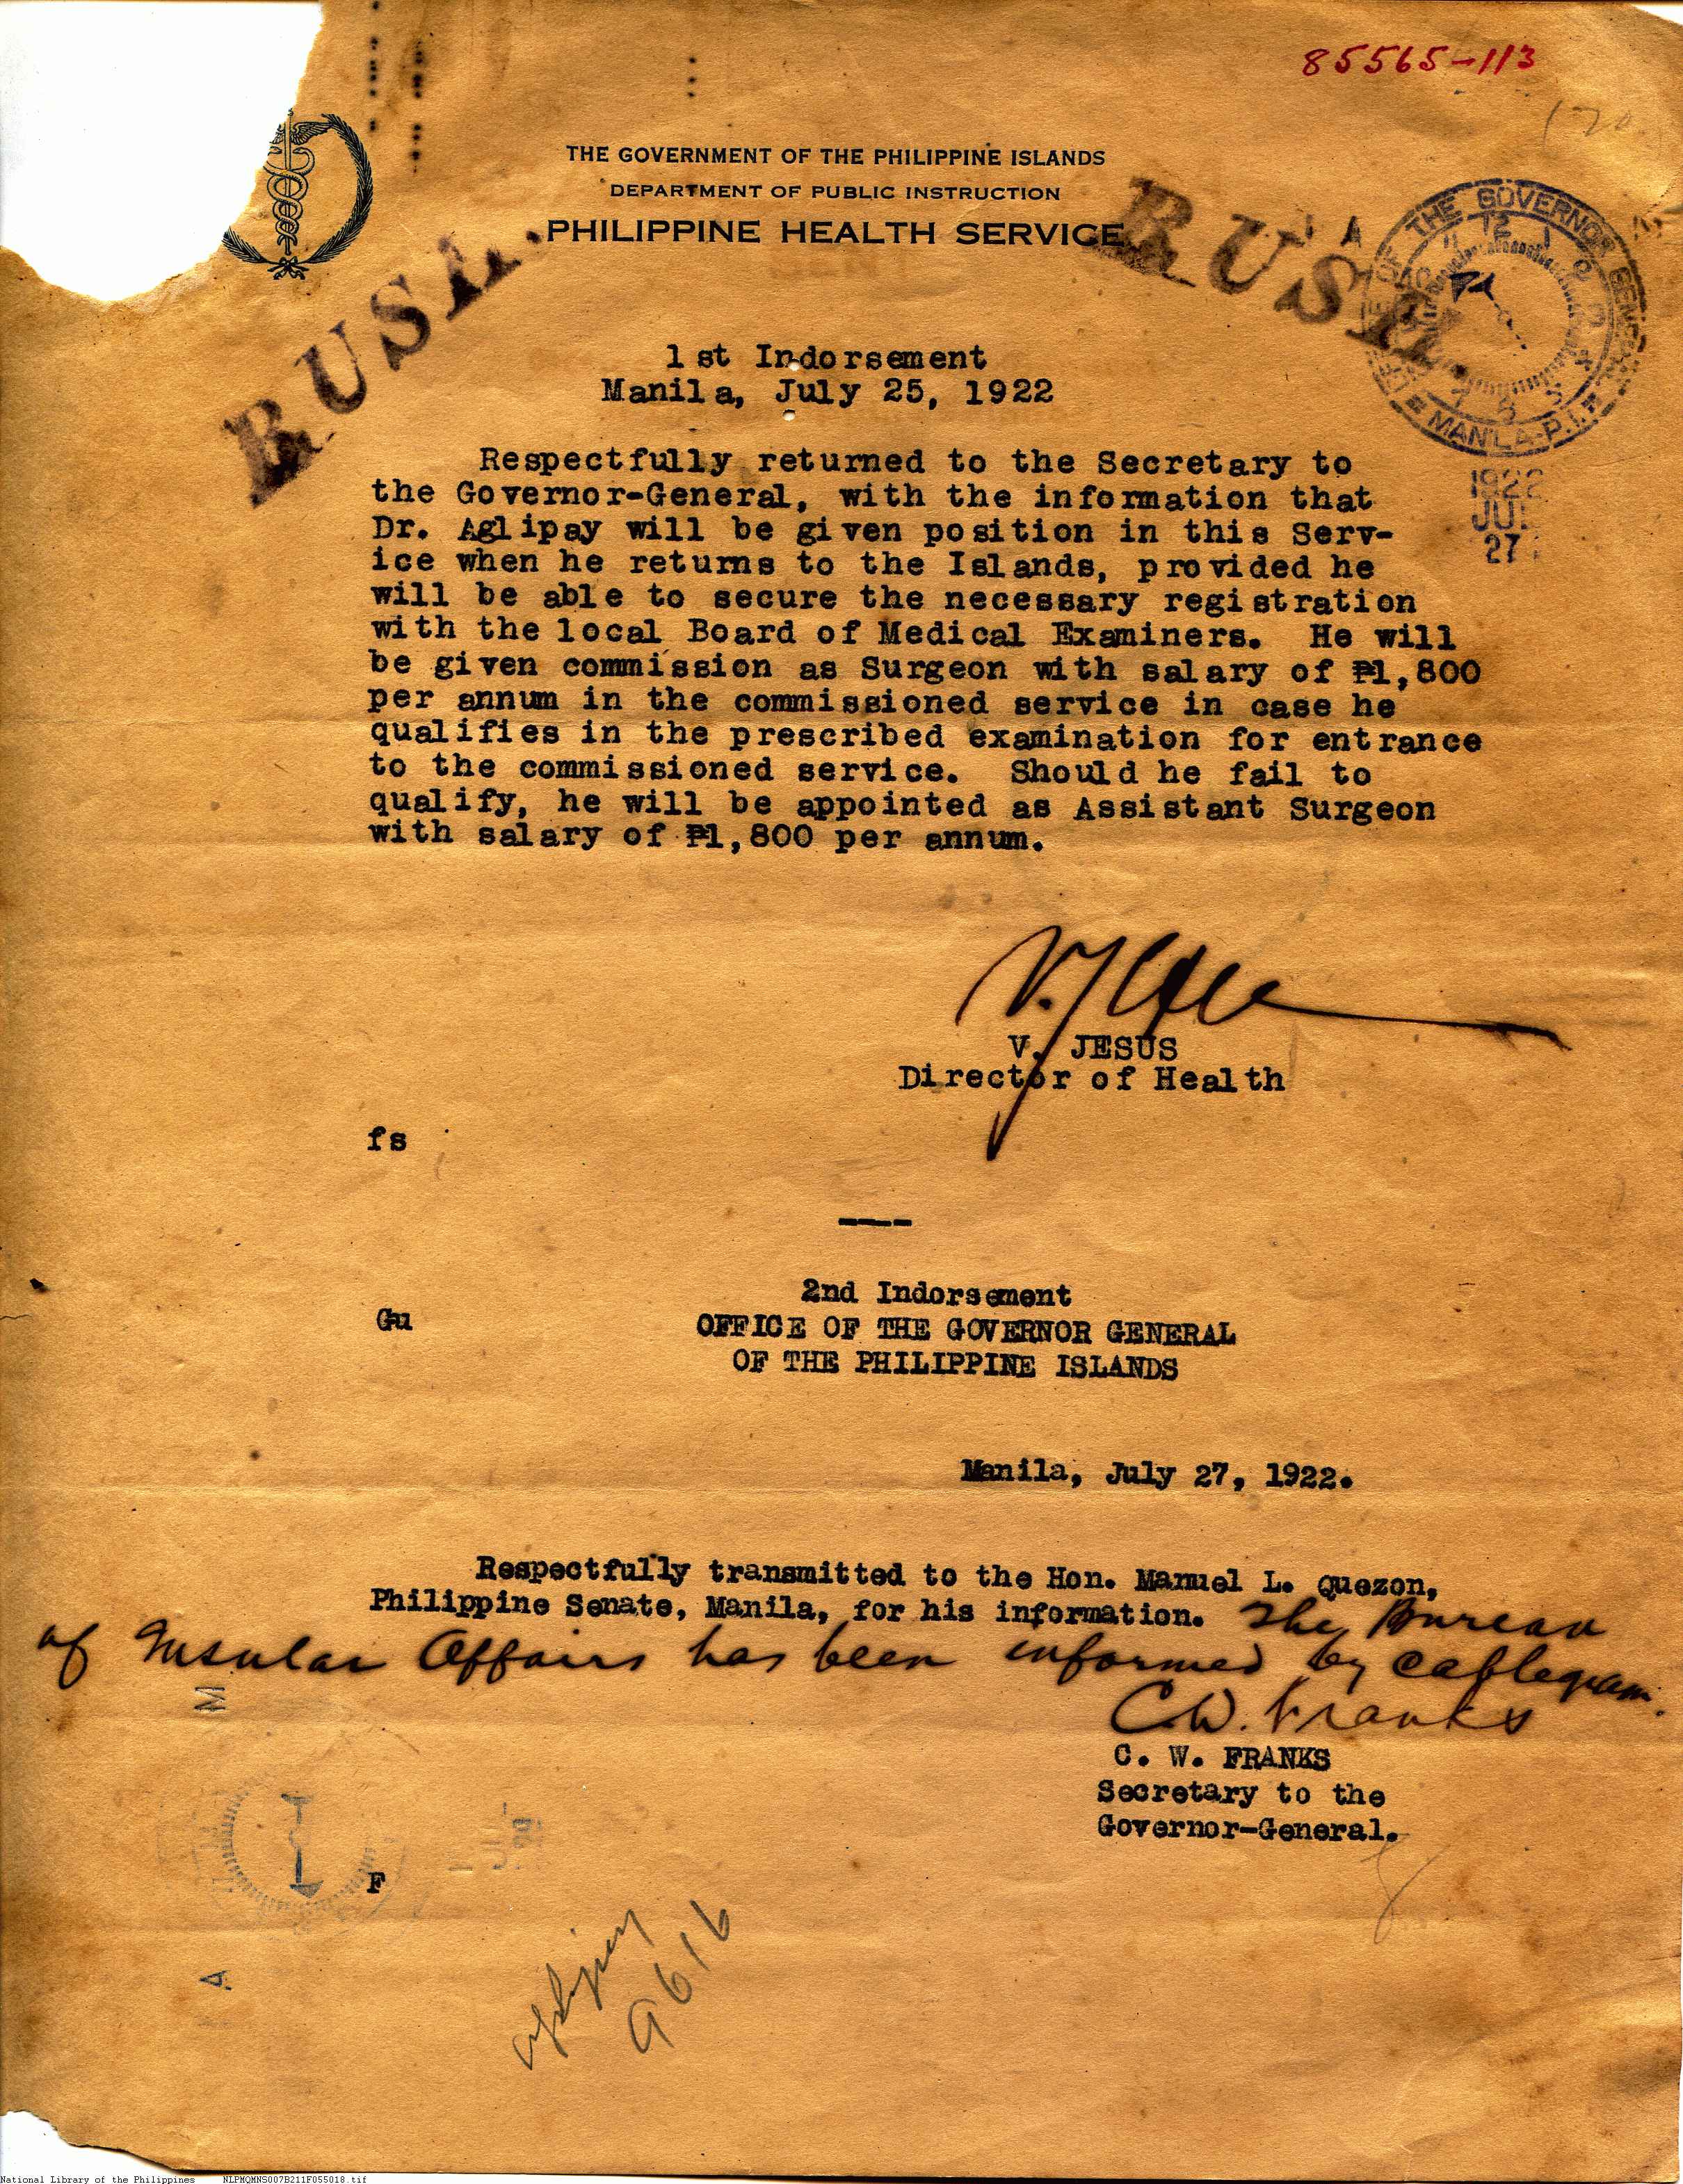 85565-113
THE GOVERNMENT OF THE PHILIPPINE ISLANDS
DEPARTMENT OF PUBLIC INSTRUCTION
PHILIPPINE HEALTH SERVICE
RUSH
RUSH
THE GOVERNOR
MANILA, P.I.
1922
27
1st Indorsement
Manila, July 25, 1922
Respectfully returned to the Secretary to
the Governor-General, with the information that
Dr. Aglipay will be given position in this Serv-
ice when he returns to the Islands, provided he
will be able to secure the necessary registration
with the local Board of Medical Examiners. He will
be given commission as Surgeon with salary of ₱1,800
per annum in the commissioned service in case he
qualifies in the prescribed examination for entrance
to the commissioned service. Should he fail to
qualify, he will be appointed as Assistant Surgeon
with salary of ₱1,800 per annum.
V. JESUS
Director of Health
fs
2nd Indorsement
Gu
OFFICE OF THE GOVERNOR GENERAL
OF THE PHILIPPINE ISLANDS
Manila, July 27, 1922.
Respectfully transmitted to the Hon. Manuel L. Quezon,
Philippine Senate, Manila, for his information. The Bureau
of Insular Affairs has been informed by cablegram.
C.W. Franks
C. W. FRANKS
Secretary to the
Governor-General.
M
F
A
9616
National Library of the Philippines NLPMQMNS007B211F055018.tif